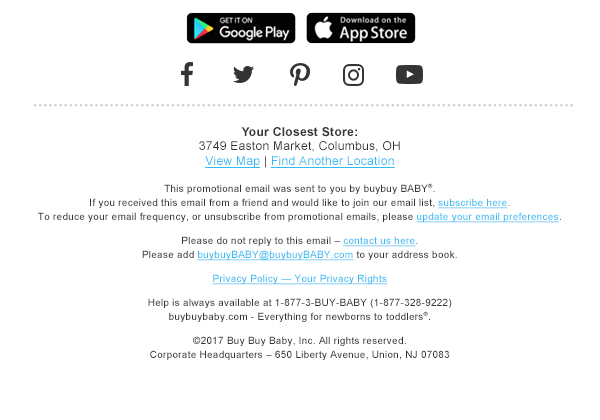 GET IT ON
Google Play
Download on the
App Store
Your Closest Store:
3749 Easton Market, Columbus, OH
View Map | Find Another Location
This promotional email was sent to you by buybuy BABY®.
If you received this email from a friend and would like to join our email list, subscribe here.
To reduce your email frequency, or unsubscribe from promotional emails, please update your email preferences.
Please do not reply to this email – contact us here.
Please add buybuyBABY@buybuyBABY.com to your address book.
Privacy Policy — Your Privacy Rights
Help is always available at 1-877-3-BUY-BABY (1-877-328-9222)
buybuybaby.com - Everything for newborns to toddlers®.
©2017 Buy Buy Baby, Inc. All rights reserved.
Corporate Headquarters – 650 Liberty Avenue, Union, NJ 07083